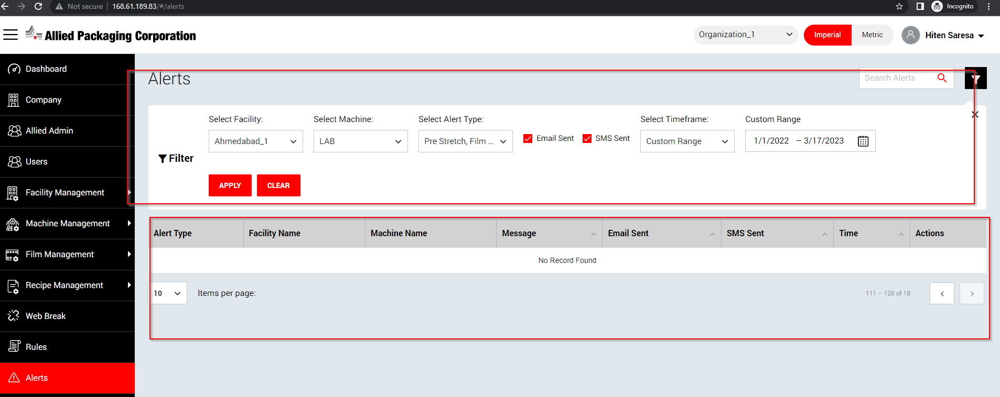 Not secure | 168.61.189.83/#/alerts
Incognito
Allied Packaging Corporation
Organization_1
Imperial
Metric
Hiten Saresa
Dashboard
Company
Allied Admin
Users
Facility Management
Machine Management
Film Management
Recipe Management
Web Break
Rules
Alerts
Alerts
Search Alerts
Filter
Select Facility:
Select Machine:
Select Alert Type:
Select Timeframe:
Custom Range
Ahmedabad_1
LAB
Pre Stretch, Film ...
Email Sent
SMS Sent
Custom Range
1/1/2022 – 3/17/2023
APPLY
CLEAR
Alert Type
Facility Name
Machine Name
Message
Email Sent
SMS Sent
Time
Actions
No Record Found
10
Items per page:
111 – 120 of 18